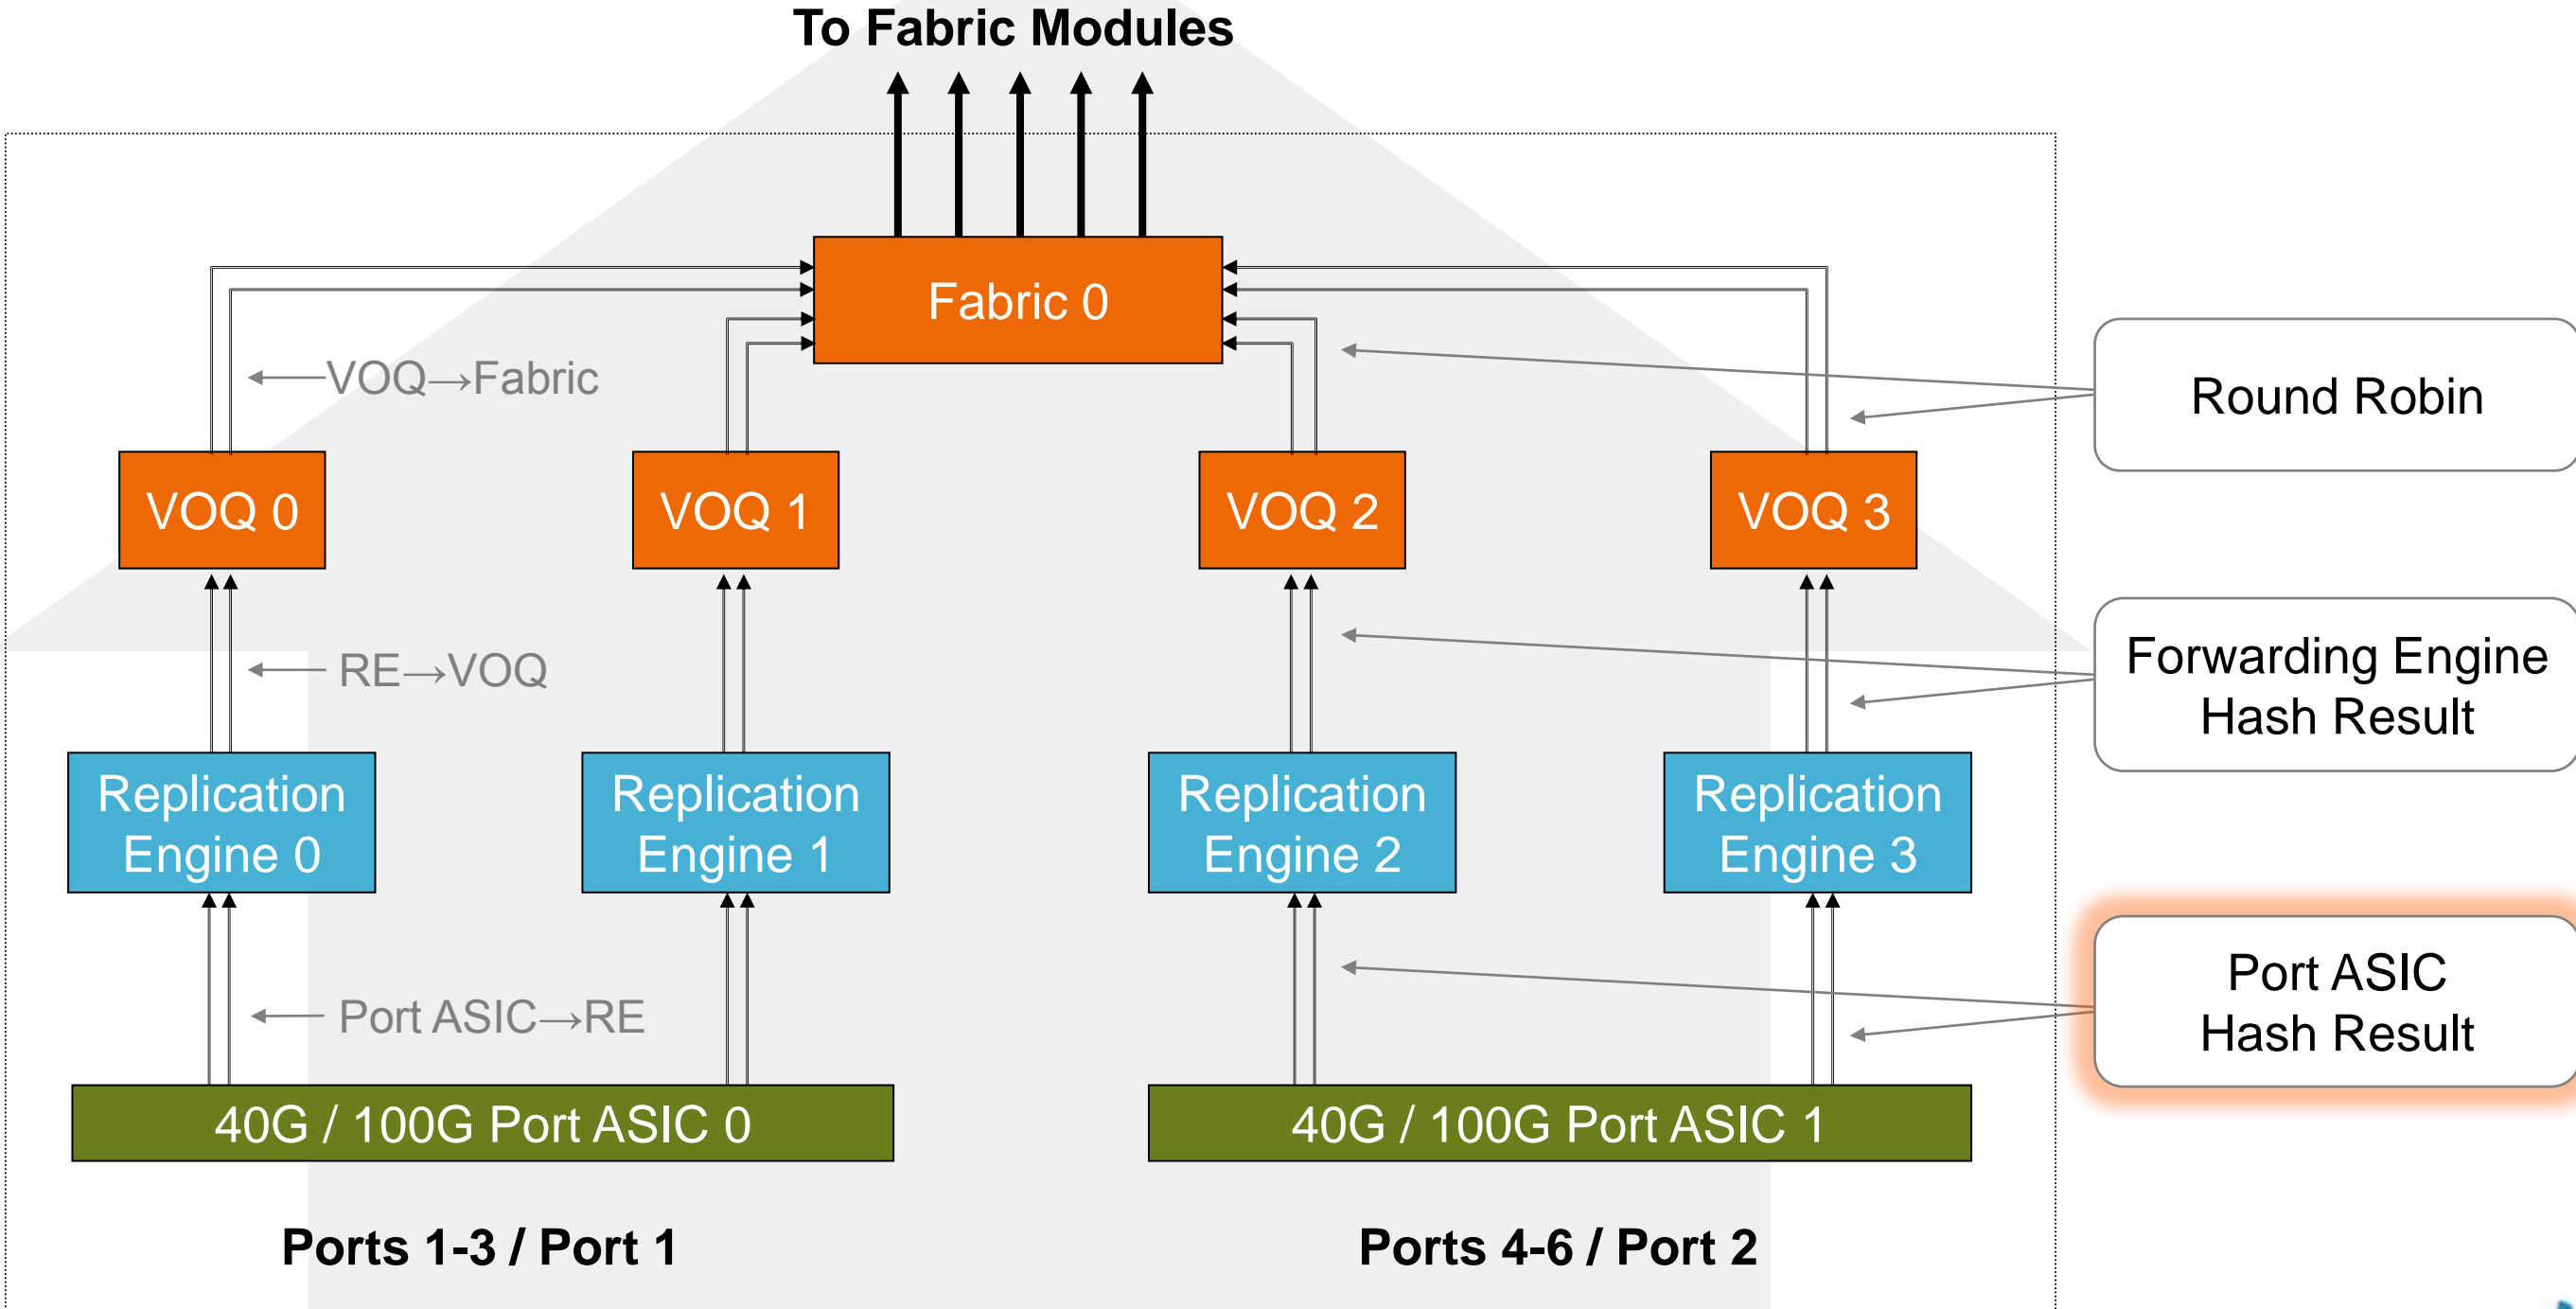 To Fabric Modules
Fabric 0
VOQ→Fabric
Round Robin
VOQ 0
VOQ 1
VOQ 2
VOQ 3
RE→VOQ
Forwarding Engine
Hash Result
Replication
Engine 0
Replication
Engine 1
Replication
Engine 2
Replication
Engine 3
Port ASIC→RE
Port ASIC
Hash Result
40G / 100G Port ASIC 0
40G / 100G Port ASIC 1
Ports 1-3 / Port 1
Ports 4-6 / Port 2